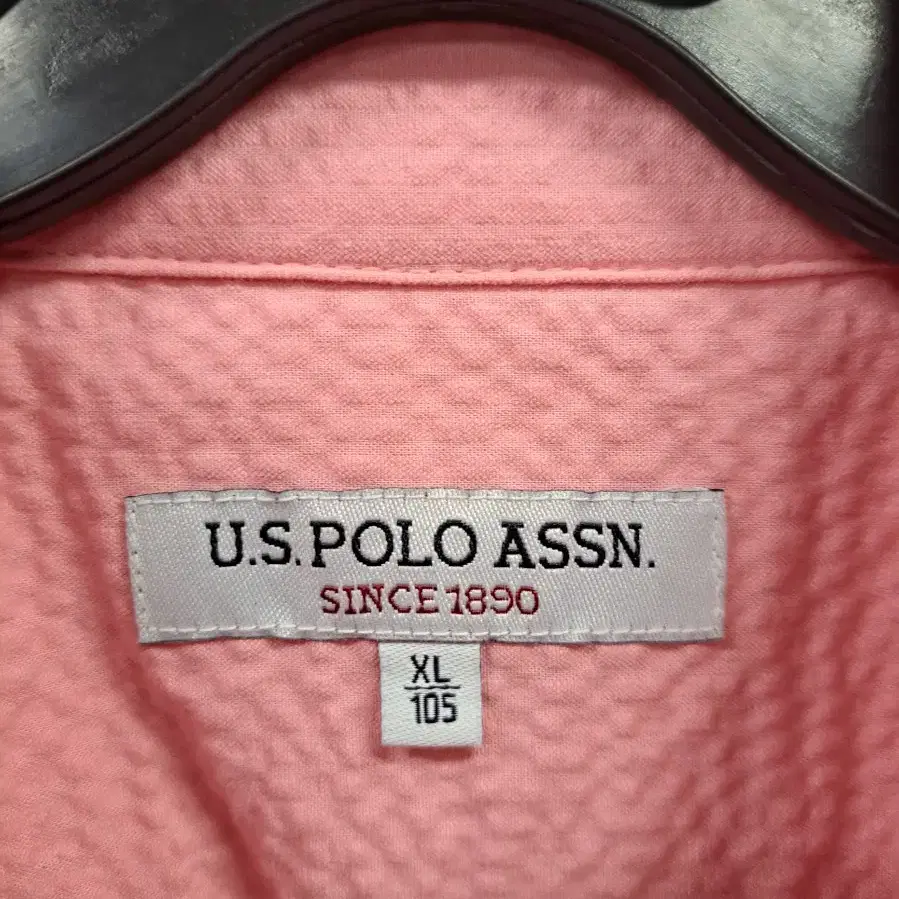 U.S. POLO ASSN.
SINCE 1890
XL
105